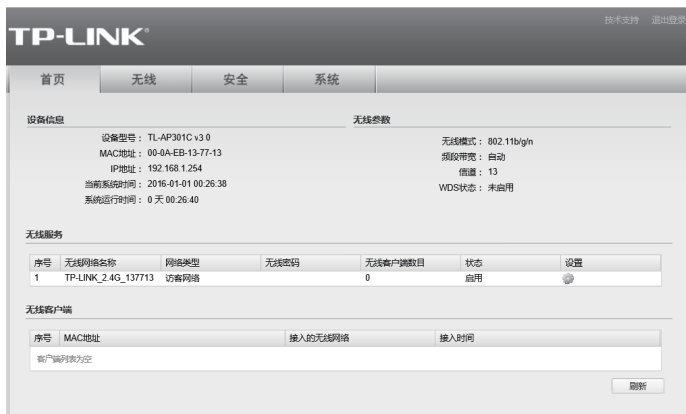 技术支持 退出登录
TP-LINK®
首页 无线 安全 系统
设备信息
设备型号： TL-AP301C v3 0
MAC地址： 00-0A-EB-13-77-13
IP地址： 192.168.1.254
当前系统时间： 2016-01-01 00:26:38
系统运行时间： 0 天 00:26:40
无线参数
无线模式： 802.11b/g/n
频段带宽： 自动
信道： 13
WDS状态： 未启用
无线服务
序号 无线网络名称 网络类型 无线密码 无线客户端数目 状态 设置
1 TP-LINK_2.4G_137713 访客网络 0 启用
无线客户端
序号 MAC地址 接入的无线网络 接入时间
客户端列表为空
刷新